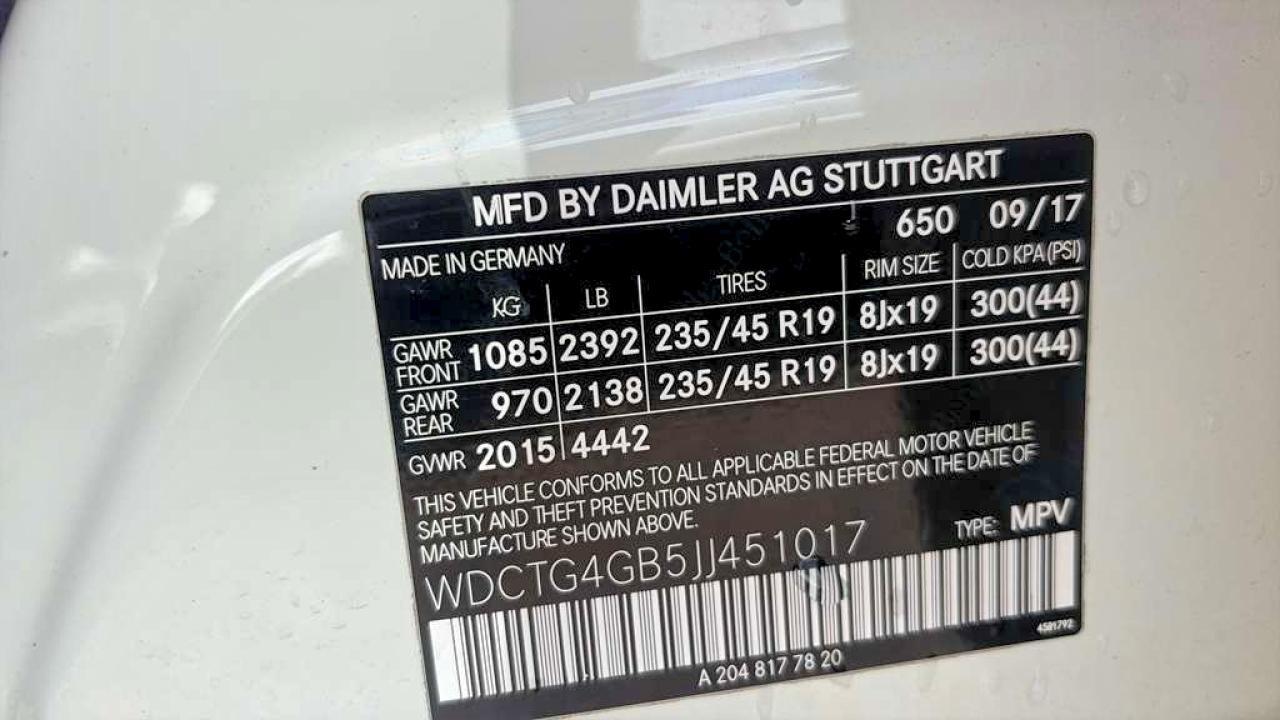 MFD BY DAIMLER AG STUTTGART
650 09/17
MADE IN GERMANY
KG LB TIRES RIM SIZE COLD KPA (PSI)
GAWR FRONT 1085 2392 235/45 R19 8Jx19 300(44)
GAWR REAR 970 2138 235/45 R19 8Jx19 300(44)
GVWR 2015 4442
THIS VEHICLE CONFORMS TO ALL APPLICABLE FEDERAL MOTOR VEHICLE
SAFETY AND THEFT PREVENTION STANDARDS IN EFFECT ON THE DATE OF
MANUFACTURE SHOWN ABOVE.
WDCTG4GB5JJ451017 TYPE: MPV
A 204 817 78 20
4581792